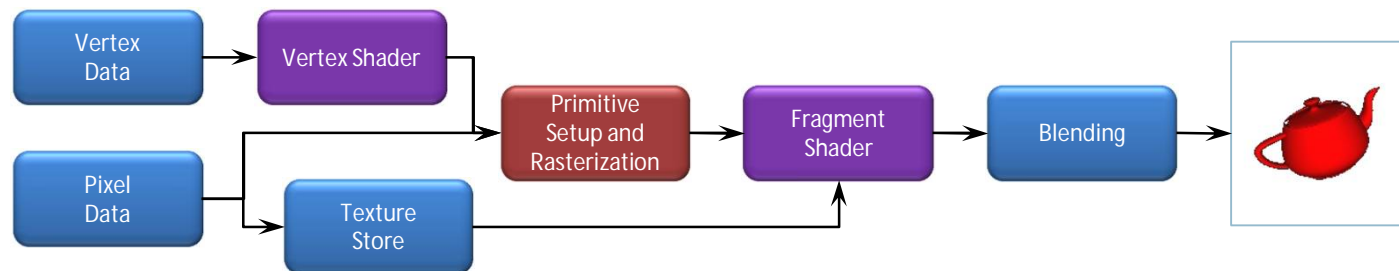 Vertex
Data
Vertex Shader
Primitive
Setup and
Rasterization
Fragment
Shader
Blending
Pixel
Data
Texture
Store